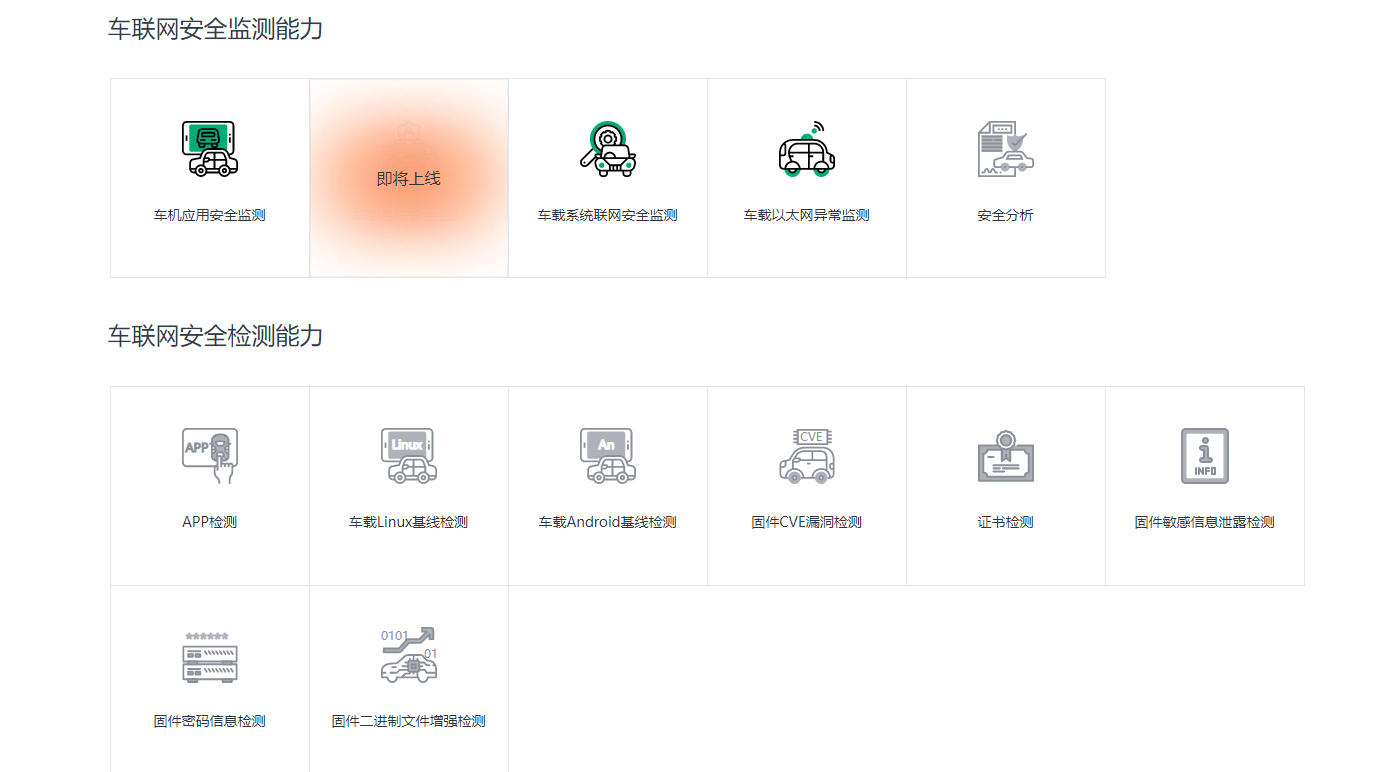 车联网安全监测能力
即将上线
车机应用安全监测
车载系统联网安全监测
车载以太网异常监测
安全分析
车联网安全检测能力
APP
Linux
An
CVE
INFO
APP检测
车载Linux基线检测
车载Android基线检测
固件CVE漏洞检测
证书检测
固件敏感信息泄露检测
******
0101
01
固件密码信息检测
固件二进制文件增强检测